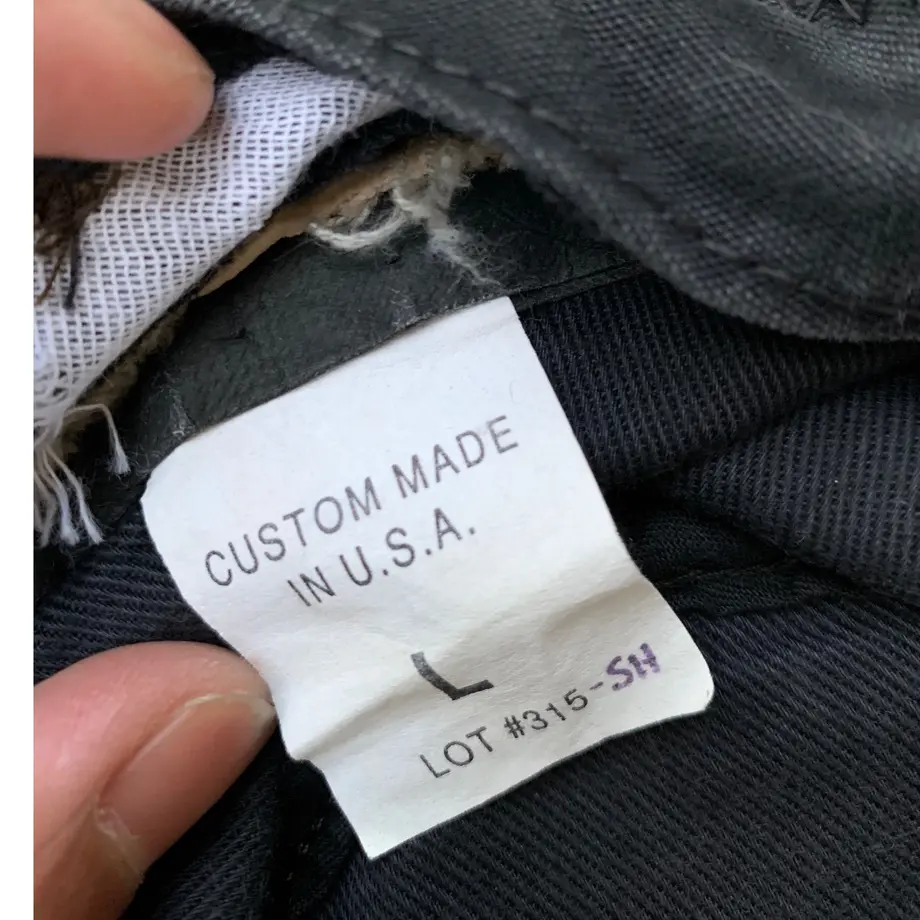 CUSTOM MADE
IN U.S.A.
L
LOT #315-SH